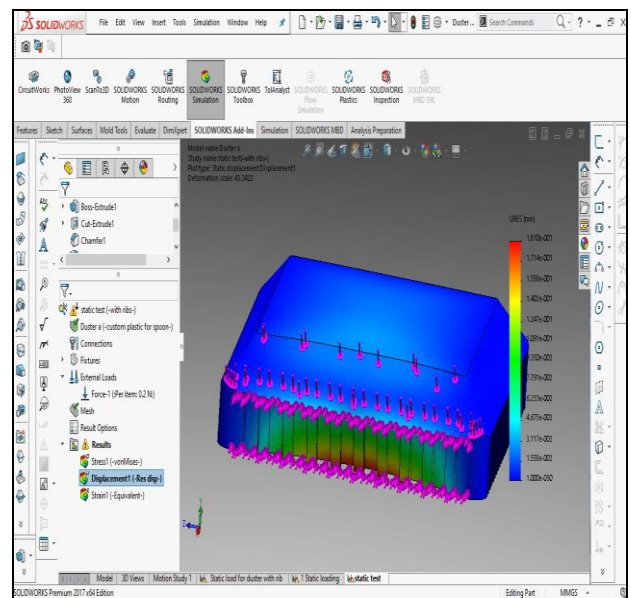 SOLIDWORKS File Edit View Insert Tools Simulation Window Help Duster... Search Commands
CircuitWorks PhotoView 360 ScanTo3D SOLIDWORKS Motion SOLIDWORKS Routing SOLIDWORKS Simulation SOLIDWORKS Toolbox TolAnalyst SOLIDWORKS Flow Simulation SOLIDWORKS Plastics SOLIDWORKS Inspection SOLIDWORKS MBD SNL
Features Sketch Surfaces Mold Tools Evaluate DimXpert SOLIDWORKS Add-Ins Simulation SOLIDWORKS MBD Analysis Preparation
Model name:Duster a
Study name:static test(-with ribs-)
Plot type: Static displacement Displacement1
Deformation scale: 43.3422
Boss-Extrude1
Cut-Extrude1
Chamfer1
static test (-with ribs-)
Duster a (-custom plastic for spoon-)
Connections
Fixtures
External Loads
Force-1 (:Per item: 0.2 N:)
Mesh
Result Options
Results
Stress1 (-vonMises-)
Displacement1 (-Res disp-)
Strain1 (-Equivalent-)
URES (mm)
1.870e-001
1.714e-001
1.558e-001
1.402e-001
6.233e-002
4.675e-002
3.117e-002
1.558e-002
1.000e-030
Y
Z
Model 3D Views Motion Study 1 Static load for duster with rib 1 Static loading static test
SOLIDWORKS Premium 2017 x64 Edition Editing Part MMGS